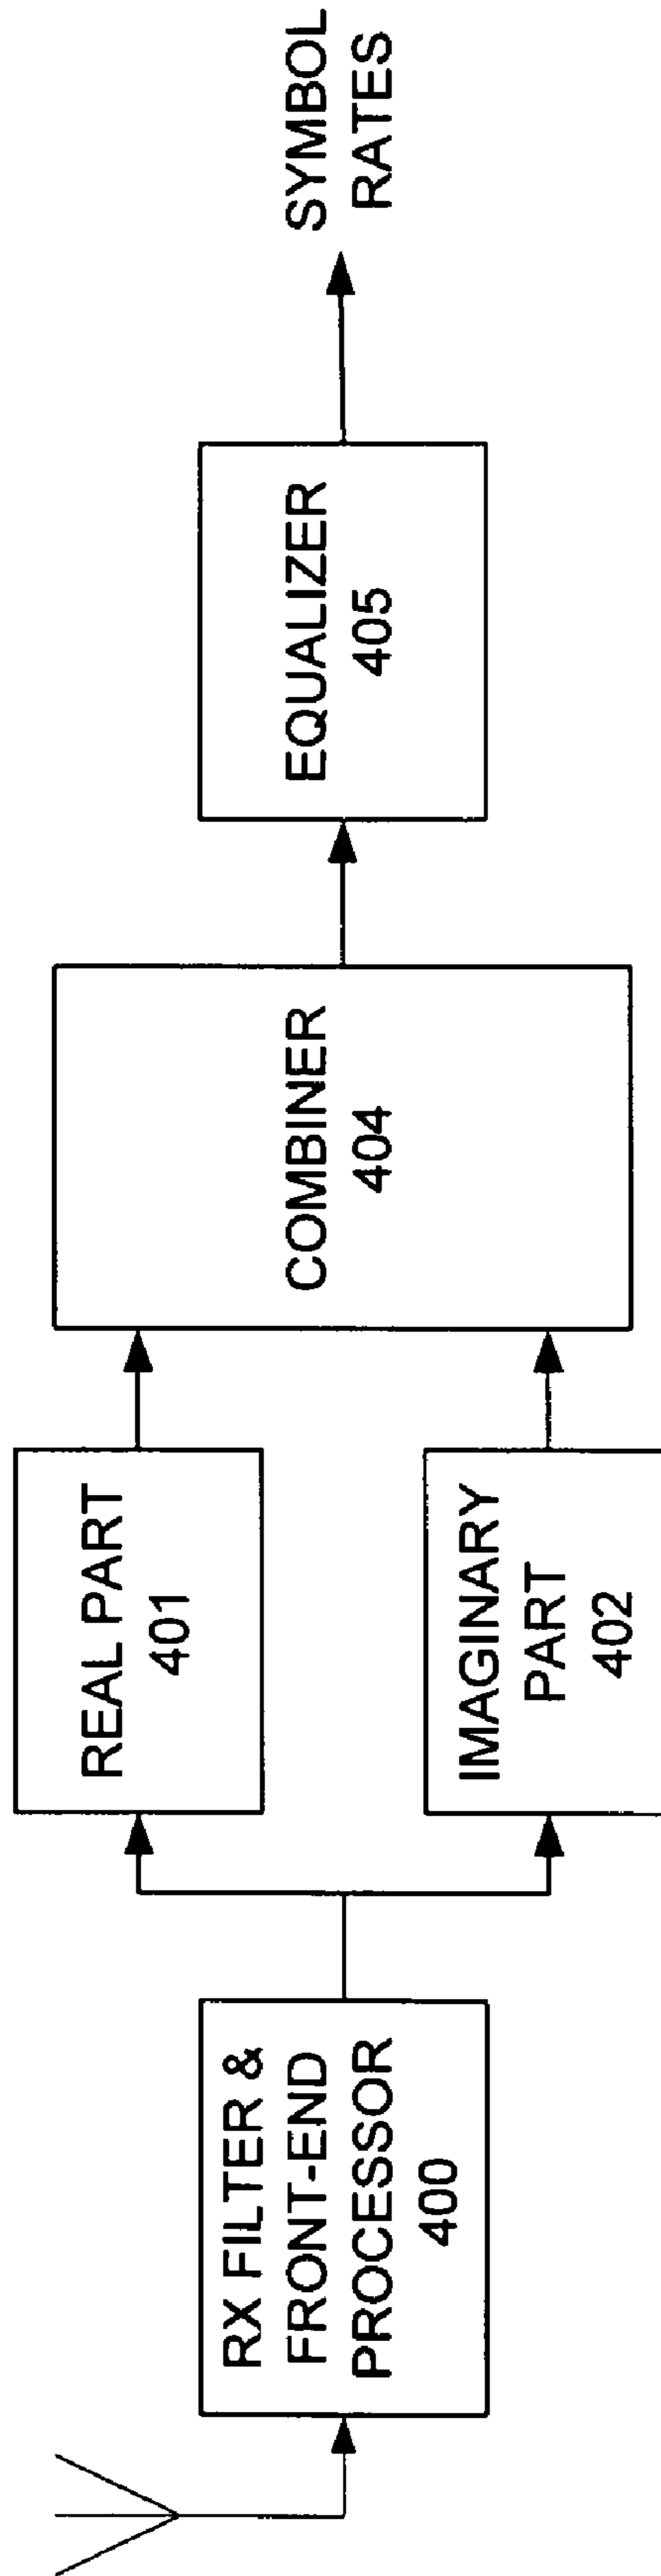 RX FILTER &
FRONT-END
PROCESSOR
400
REAL PART
401
IMAGINARY
PART
402
COMBINER
404
EQUALIZER
405
SYMBOL
RATES